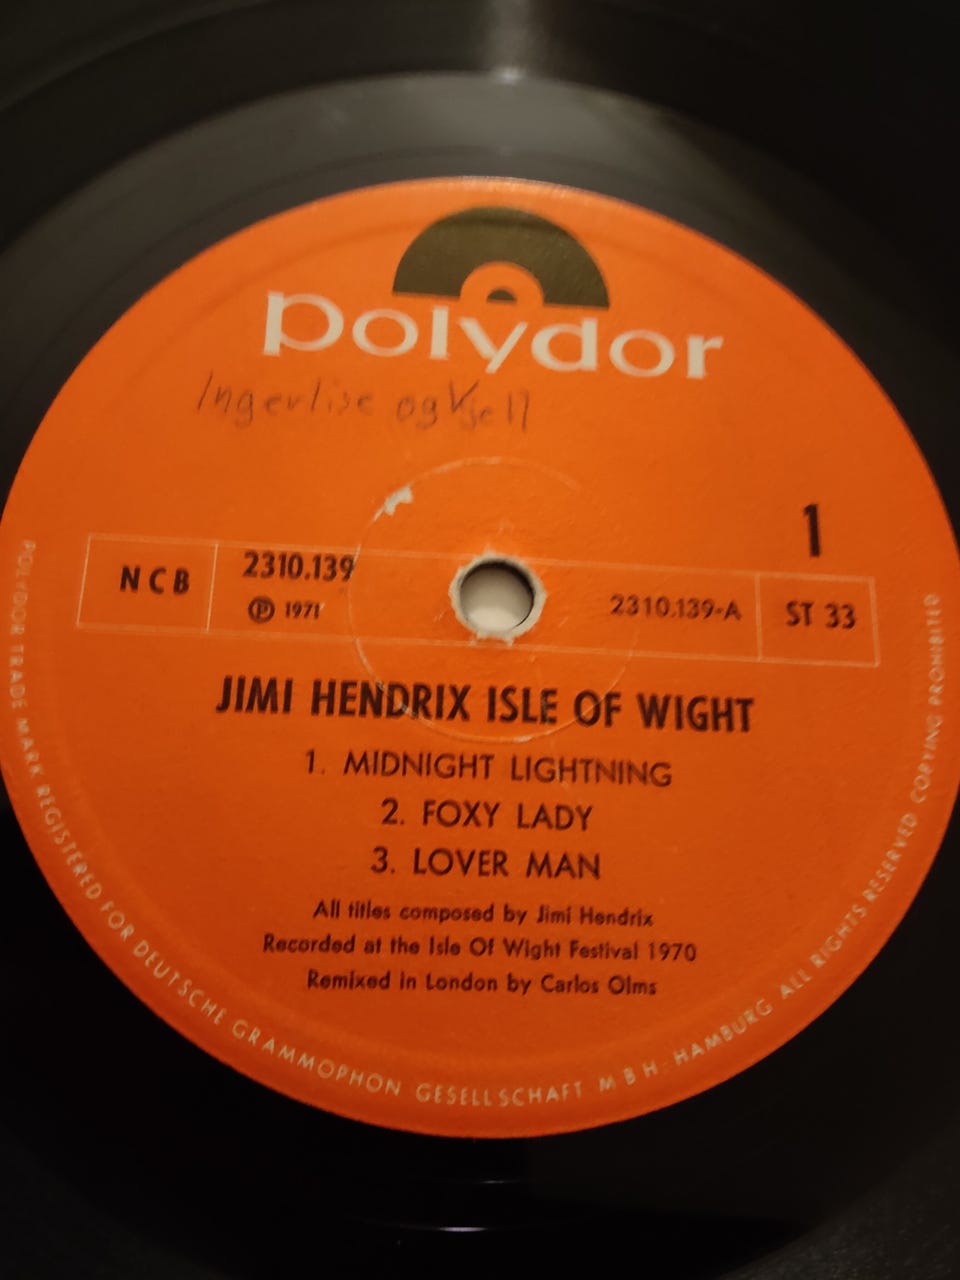 polydor
Ingerlise og Kjell
1
NCB
2310.139
Ⓟ 1971
2310.139-A
ST 33
JIMI HENDRIX ISLE OF WIGHT
1. MIDNIGHT LIGHTNING
2. FOXY LADY
3. LOVER MAN
All titles composed by Jimi Hendrix
Recorded at the Isle Of Wight Festival 1970
Remixed in London by Carlos Olms
POLYDOR TRADE MARK REGISTERED FOR DEUTSCHE GRAMMOPHON GESELLSCHAFT M B H. HAMBURG ALL RIGHTS RESERVED COPYING PROHIBITED